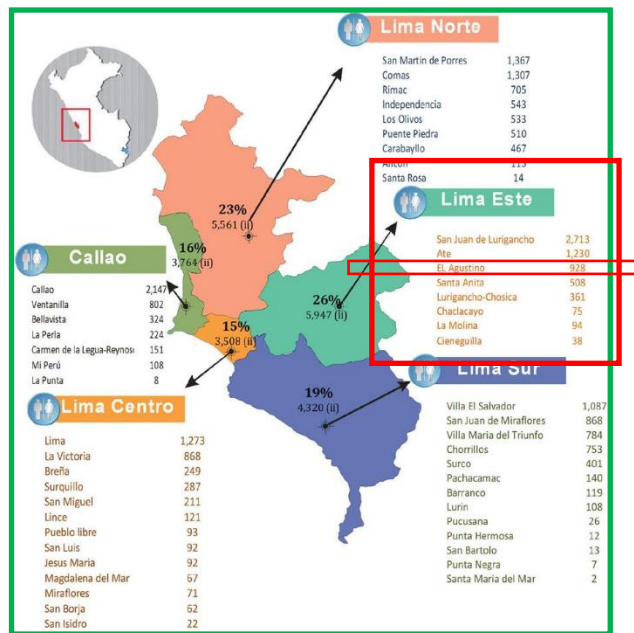 Lima Norte
San Martin de Porres 1,367
Comas 1,307
Rimac 705
Independencia 543
Los Olivos 533
Puente Piedra 510
Carabayllo 467
Ancon 113
Santa Rosa 14
Lima Este
San Juan de Lurigancho 2,713
Ate 1,230
EL Agustino 928
Santa Anita 508
Lurigancho-Chosica 361
Chaclacayo 75
La Molina 94
Cieneguilla 38
23%
5,561 (ii)
16%
3,764 (ii)
26%
5,947 (ii)
15%
3,508 (ii)
19%
4,320 (ii)
Callao
Callao 2,147
Ventanilla 802
Bellavista 324
La Perla 224
Carmen de la Legua-Reynos 151
Mi Perú 108
La Punta 8
Lima Centro
Lima 1,273
La Victoria 868
Breña 249
Surquillo 287
San Miguel 211
Lince 121
Pueblo libre 93
San Luis 92
Jesus Maria 92
Magdalena del Mar 67
Miraflores 71
San Borja 62
San Isidro 22
Lima Sur
Villa El Salvador 1,087
San Juan de Miraflores 868
Villa Maria del Triunfo 784
Chorrillos 753
Surco 401
Pachacamac 140
Barranco 119
Lurin 108
Pucusana 26
Punta Hermosa 12
San Bartolo 13
Punta Negra 7
Santa Maria del Mar 2